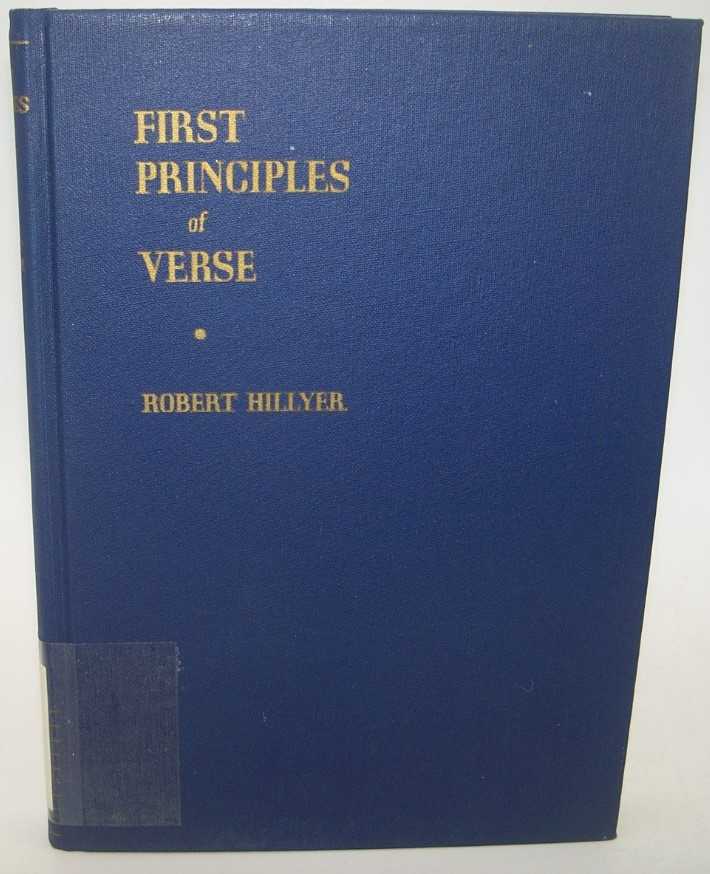 FIRST
PRINCIPLES
of
VERSE
ROBERT HILLYER